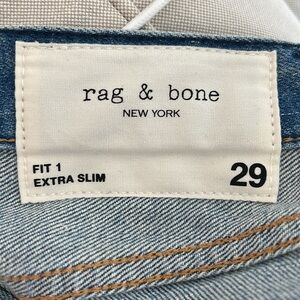 rag & bone
NEW YORK
FIT 1
EXTRA SLIM
29